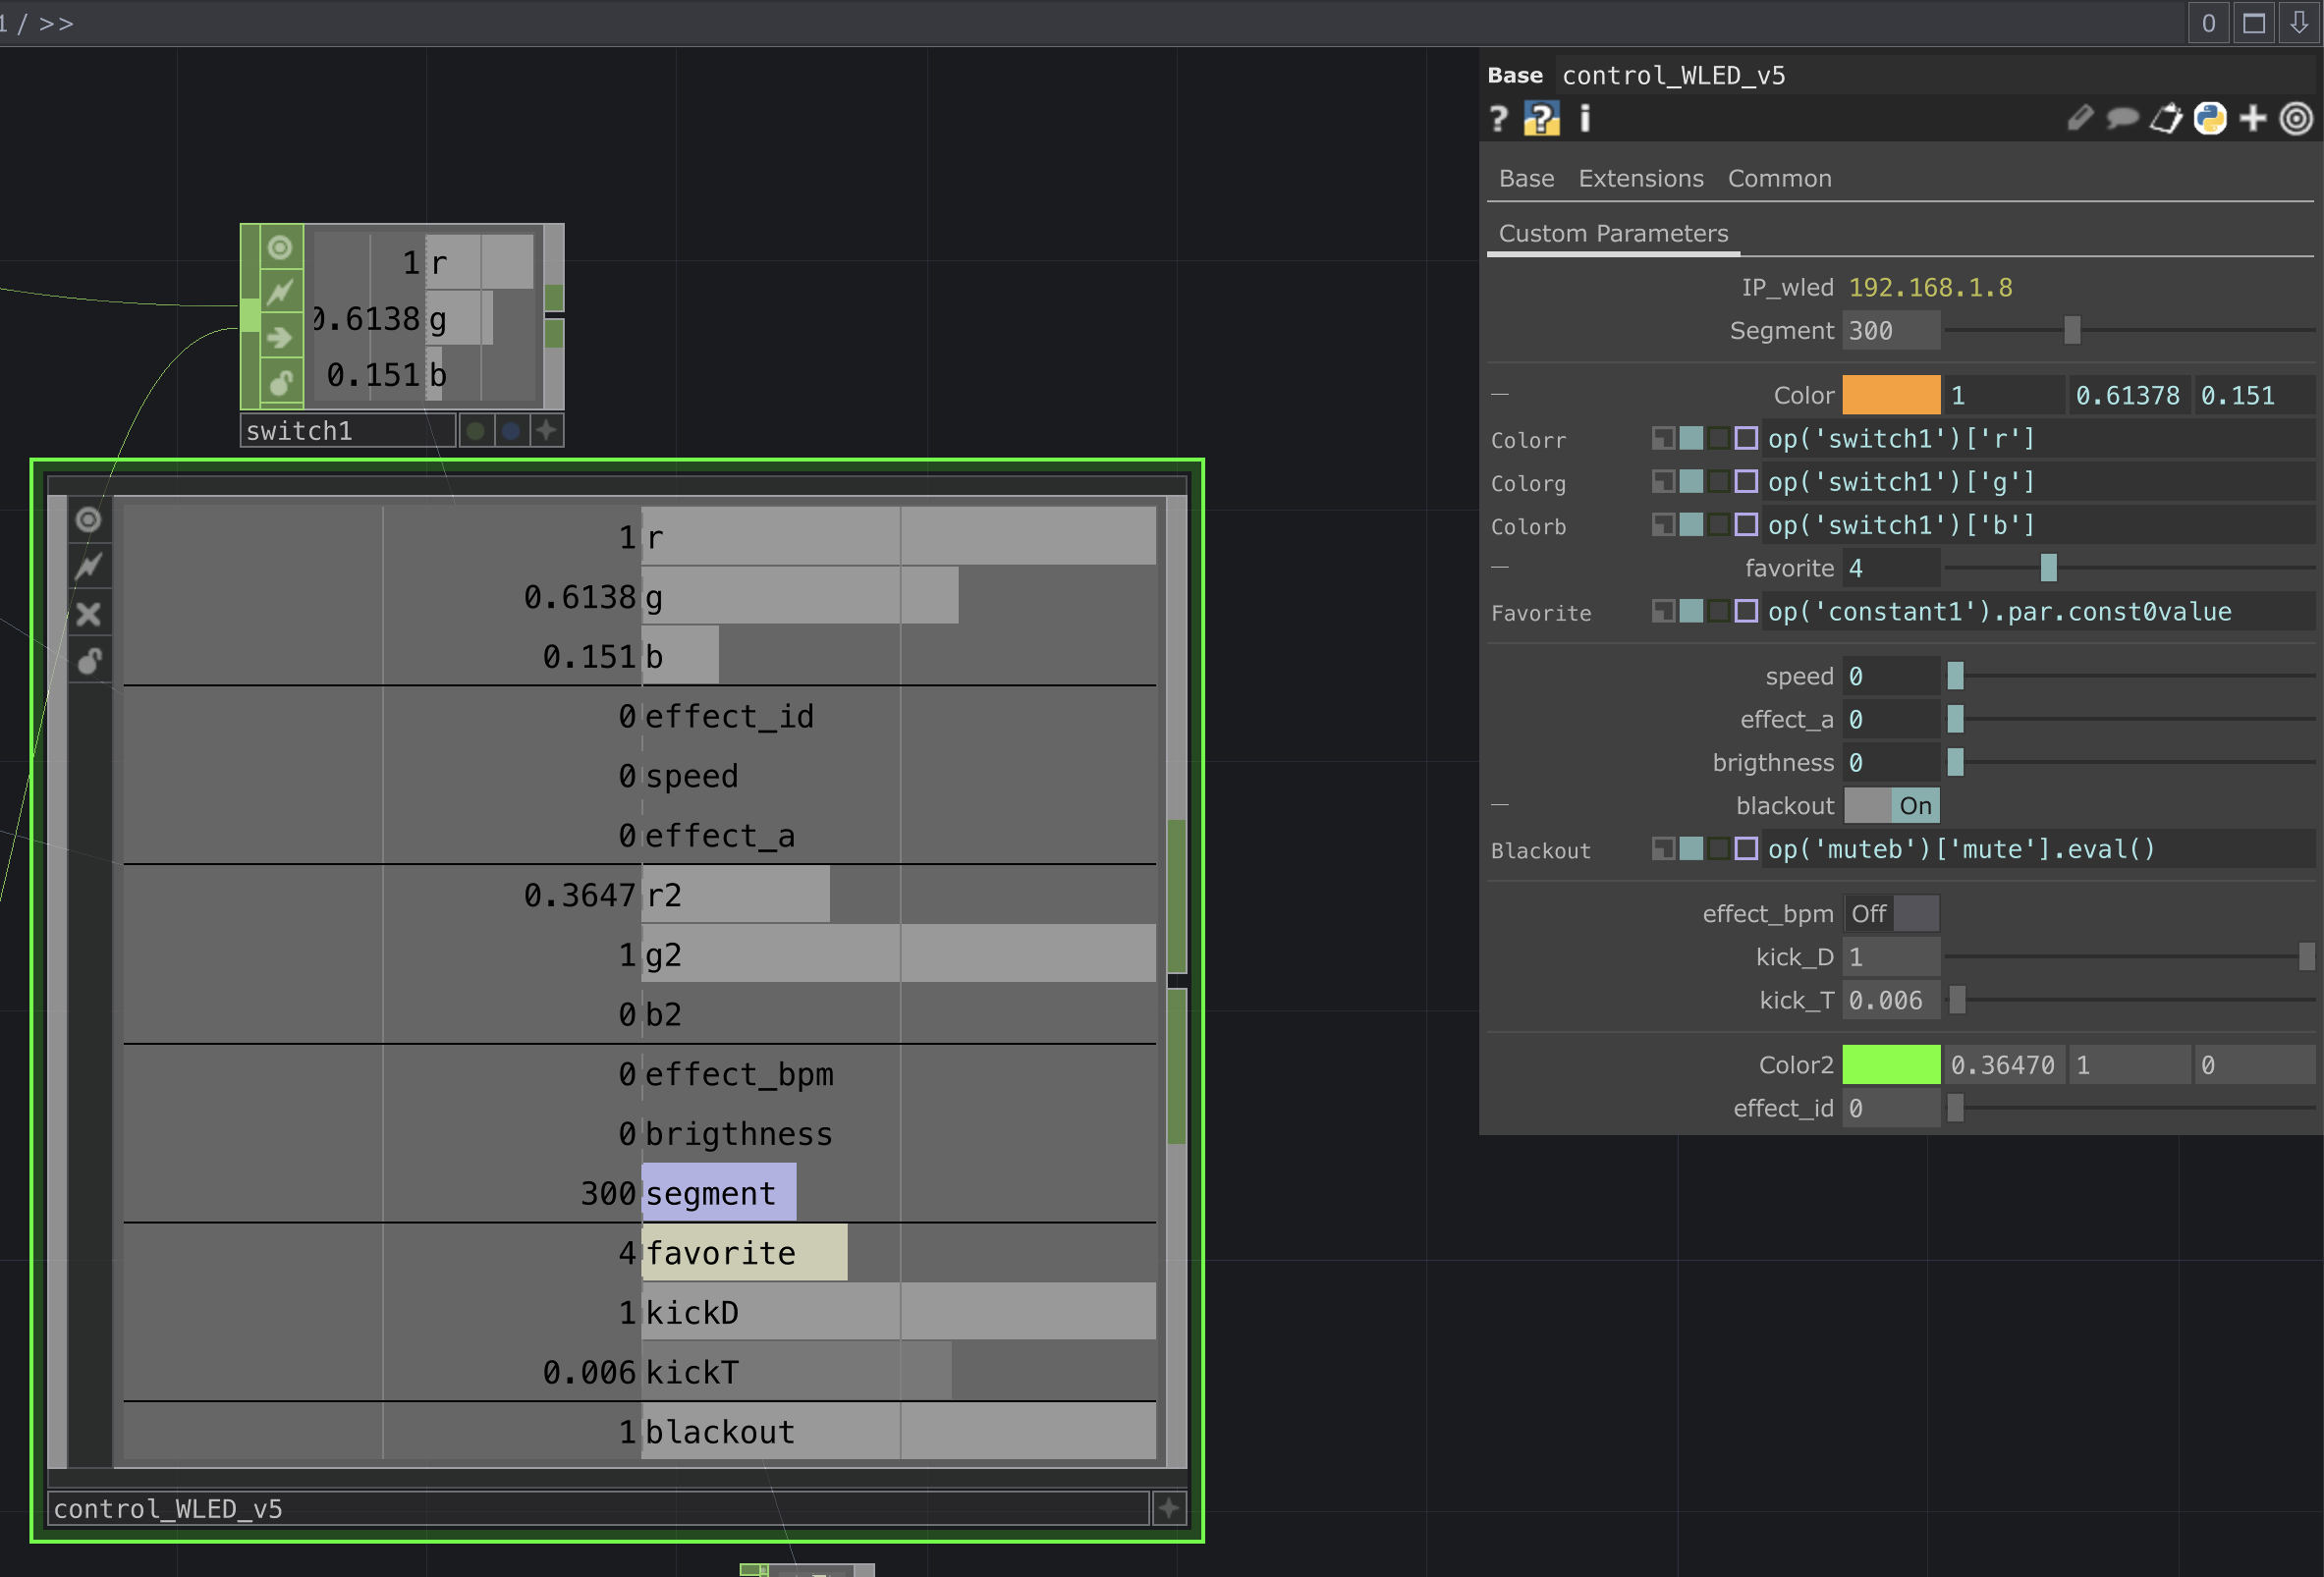 1 / >>
0
1 r
0.6138 g
0.151 b
switch1
1 r
0.6138 g
0.151 b
0 effect_id
0 speed
0 effect_a
0.3647 r2
1 g2
0 b2
0 effect_bpm
0 brigthness
300 segment
4 favorite
1 kickD
0.006 kickT
1 blackout
control_WLED_v5
Base control_WLED_v5
? ? i
Base Extensions Common
Custom Parameters
IP_wled 192.168.1.8
Segment 300
Color 1 0.61378 0.151
Colorr op('switch1')['r']
Colorg op('switch1')['g']
Colorb op('switch1')['b']
favorite 4
Favorite op('constant1').par.const0value
speed 0
effect_a 0
brigthness 0
blackout On
Blackout op('muteb')['mute'].eval()
effect_bpm Off
kick_D 1
kick_T 0.006
Color2 0.36470 1 0
effect_id 0